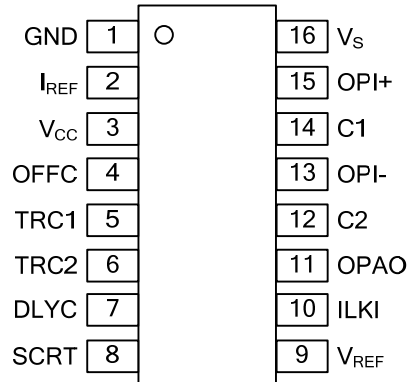 GND 1 16 VS
IREF 2 15 OPI+
VCC 3 14 C1
OFFC 4 13 OPI-
TRC1 5 12 C2
TRC2 6 11 OPAO
DLYC 7 10 ILKI
SCRT 8 9 VREF